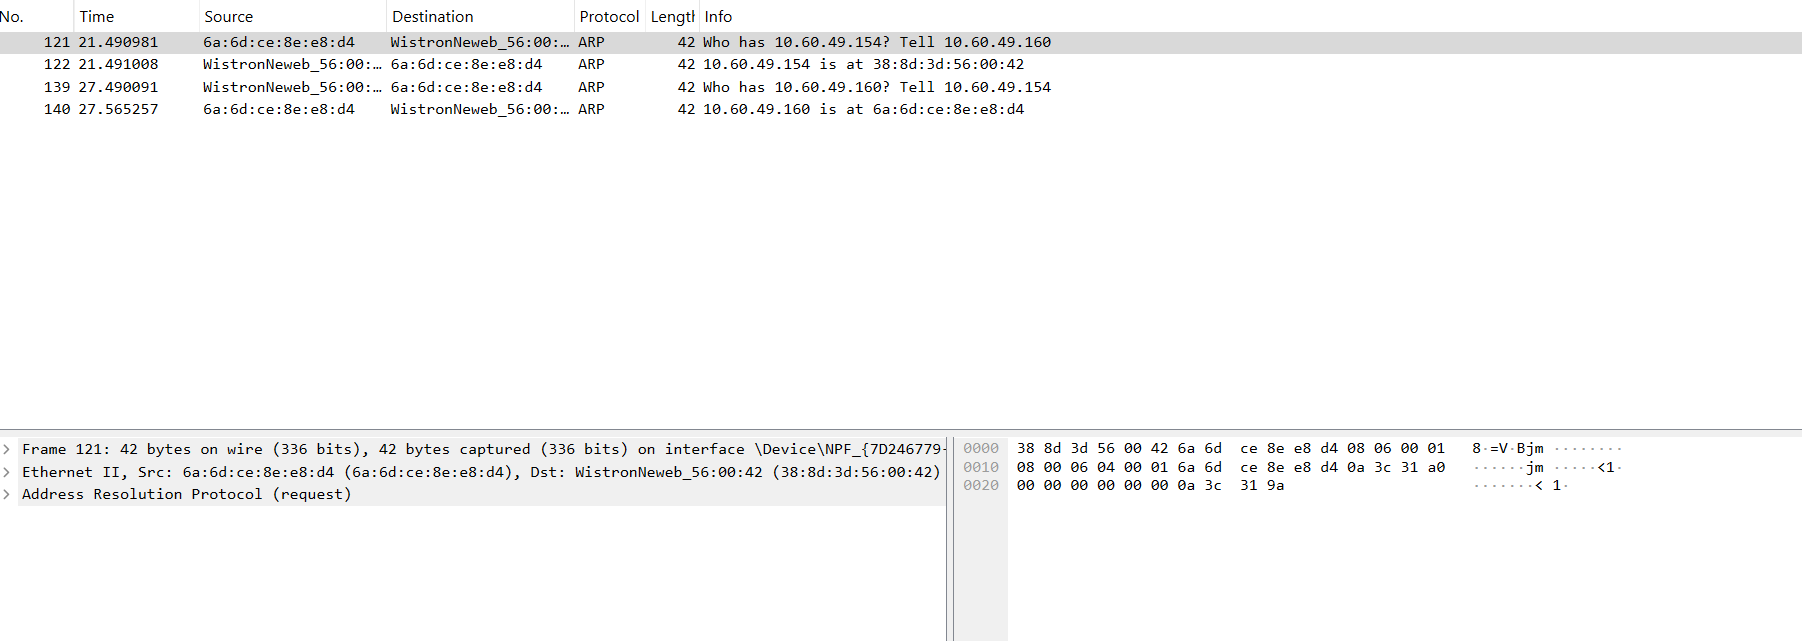 No. Time Source Destination Protocol Length Info
121 21.490981 6a:6d:ce:8e:e8:d4 WistronNeweb_56:00:… ARP 42 Who has 10.60.49.154? Tell 10.60.49.160
122 21.491008 WistronNeweb_56:00:… 6a:6d:ce:8e:e8:d4 ARP 42 10.60.49.154 is at 38:8d:3d:56:00:42
139 27.490091 WistronNeweb_56:00:… 6a:6d:ce:8e:e8:d4 ARP 42 Who has 10.60.49.160? Tell 10.60.49.154
140 27.565257 6a:6d:ce:8e:e8:d4 WistronNeweb_56:00:… ARP 42 10.60.49.160 is at 6a:6d:ce:8e:e8:d4
Frame 121: 42 bytes on wire (336 bits), 42 bytes captured (336 bits) on interface \Device\NPF_{7D246779-
Ethernet II, Src: 6a:6d:ce:8e:e8:d4 (6a:6d:ce:8e:e8:d4), Dst: WistronNeweb_56:00:42 (38:8d:3d:56:00:42)
Address Resolution Protocol (request)
0000 38 8d 3d 56 00 42 6a 6d ce 8e e8 d4 08 06 00 01 8·=V·Bjm ········
0010 08 00 06 04 00 01 6a 6d ce 8e e8 d4 0a 3c 31 a0 ······jm ·····<1·
0020 00 00 00 00 00 00 0a 3c 31 9a ·······< 1·